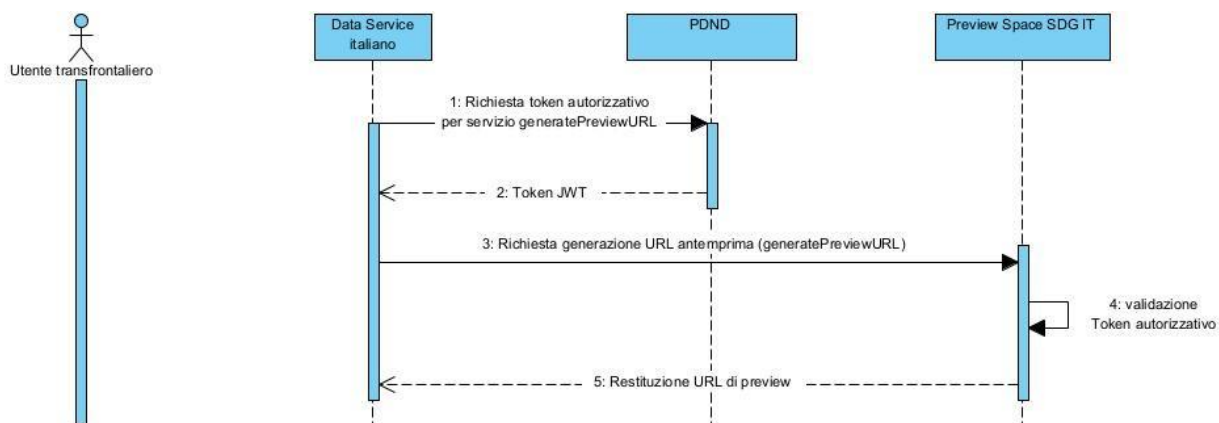 Utente transfrontaliero
Data Service
italiano
PDND
Preview Space SDG IT
1: Richiesta token autorizzativo
per servizio generatePreviewURL
2: Token JWT
3: Richiesta generazione URL antemprima (generatePreviewURL)
4: validazione
Token autorizzativo
5: Restituzione URL di preview